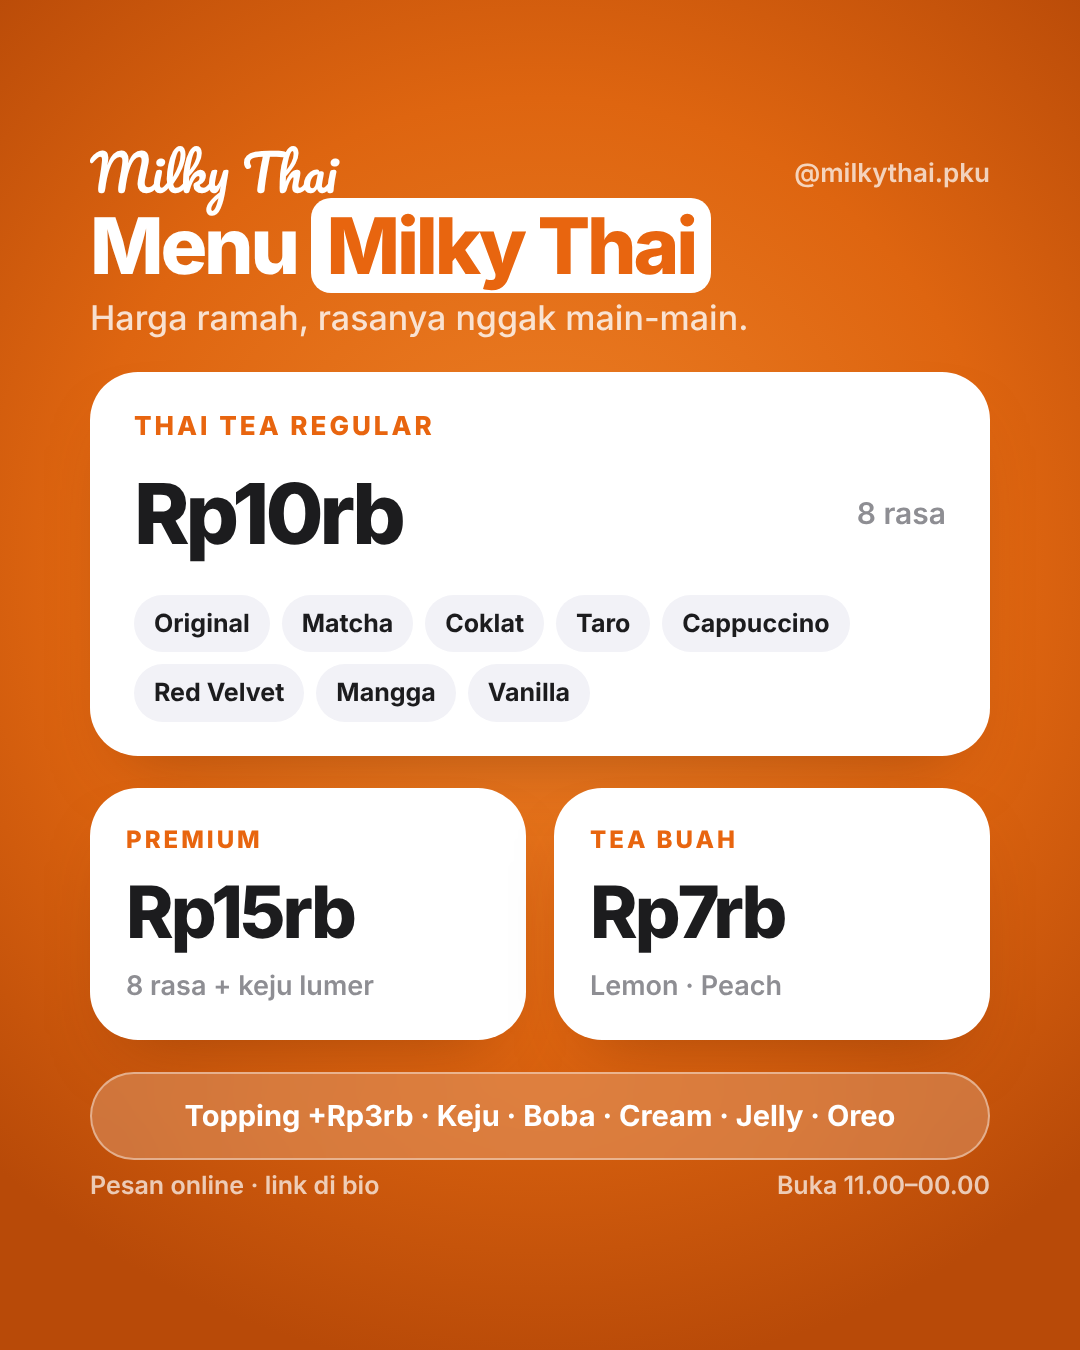 Milky Thai
@milkythai.pku
Menu Milky Thai
Harga ramah, rasanya nggak main-main.
THAI TEA REGULAR
Rp10rb
8 rasa
Original Matcha Coklat Taro Cappuccino
Red Velvet Mangga Vanilla
PREMIUM
Rp15rb
8 rasa + keju lumer
TEA BUAH
Rp7rb
Lemon · Peach
Topping +Rp3rb · Keju · Boba · Cream · Jelly · Oreo
Pesan online · link di bio
Buka 11.00–00.00